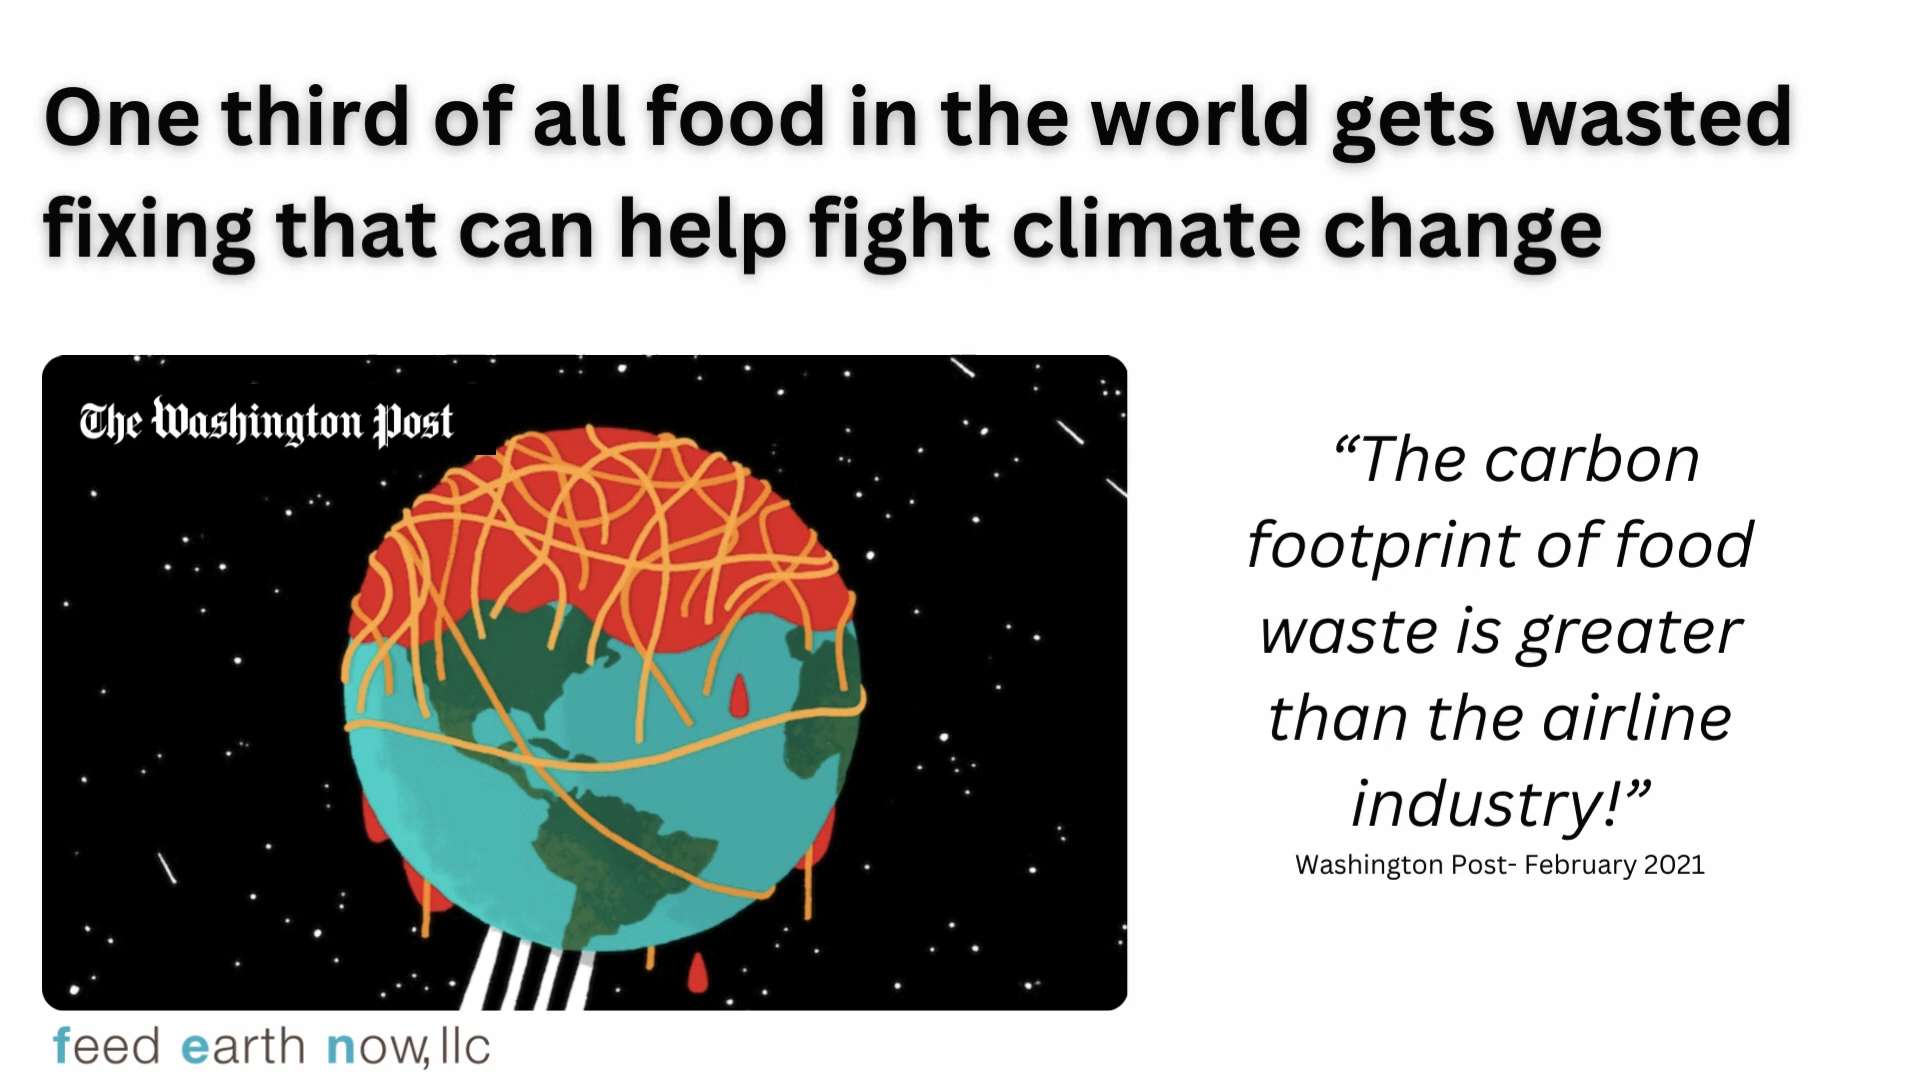 One third of all food in the world gets wasted
fixing that can help fight climate change
The Washington Post
“The carbon
footprint of food
waste is greater
than the airline
industry!”
Washington Post- February 2021
feed earth now, llc